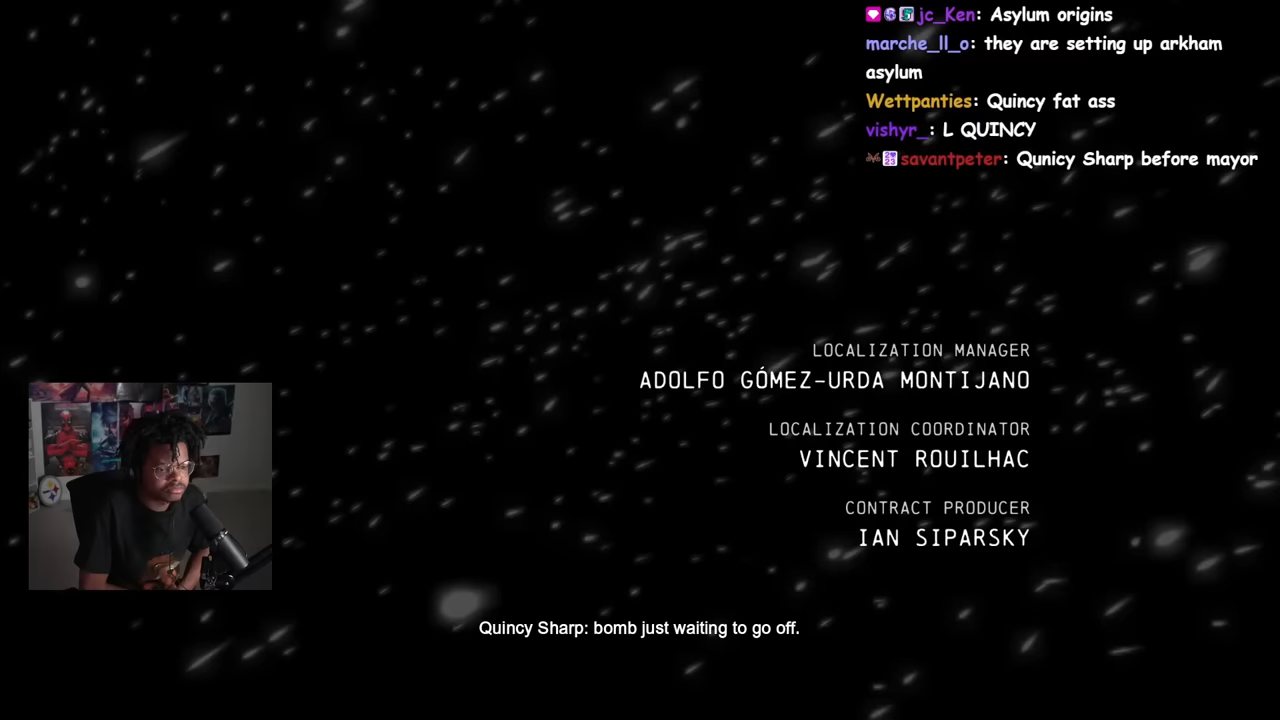 jc_Ken: Asylum origins
marche_ll_o: they are setting up arkham
asylum
Wettpanties: Quincy fat ass
vishyr_: L QUINCY
savantpeter: Qunicy Sharp before mayor
LOCALIZATION MANAGER
ADOLFO GÓMEZ-URDA MONTIJANO
LOCALIZATION COORDINATOR
VINCENT ROUILHAC
CONTRACT PRODUCER
IAN SIPARSKY
Quincy Sharp: bomb just waiting to go off.